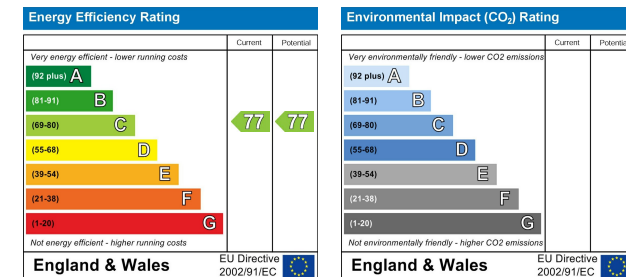 Energy Efficiency Rating
Current Potential
Very energy efficient - lower running costs
(92 plus) A
(81-91) B
(69-80) C 77 77
(55-68) D
(39-54) E
(21-38) F
(1-20) G
Not energy efficient - higher running costs
England & Wales
EU Directive
2002/91/EC
Environmental Impact (CO₂) Rating
Current Potential
Very environmentally friendly - lower CO2 emissions
(92 plus) A
(81-91) B
(69-80) C
(55-68) D
(39-54) E
(21-38) F
(1-20) G
Not environmentally friendly - higher CO2 emissions
England & Wales
EU Directive
2002/91/EC